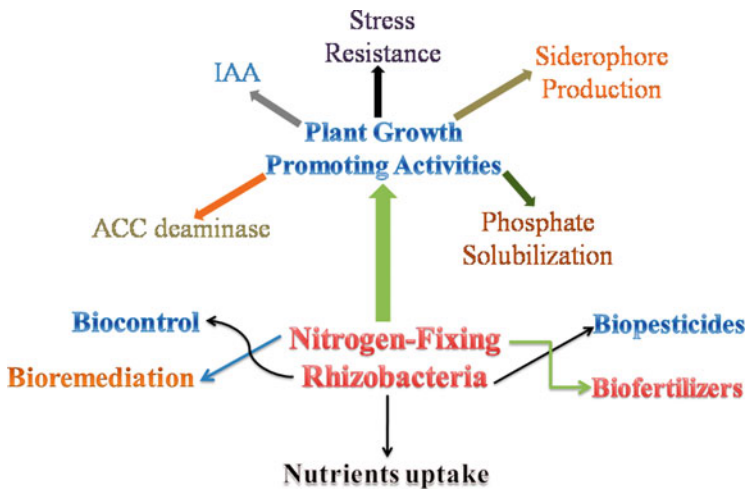 Stress
Resistance
IAA
Siderophore
Production
Plant Growth
Promoting Activities
ACC deaminase
Phosphate
Solubilization
Biocontrol
Nitrogen-Fixing
Rhizobacteria
Biopesticides
Bioremediation
Biofertilizers
Nutrients uptake